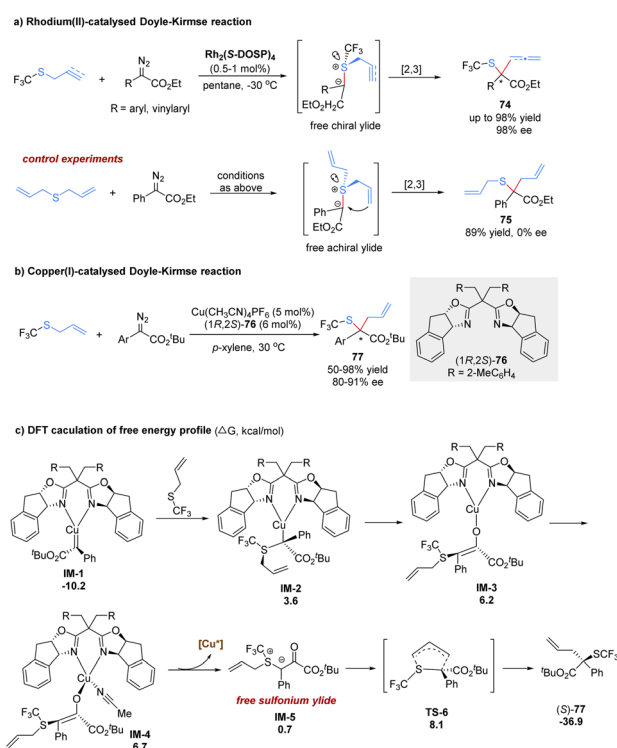 a) Rhodium(II)-catalysed Doyle-Kirmse reaction
F3C S + N2 R CO2Et
R = aryl, vinylaryl
Rh2(S-DOSP)4
(0.5-1 mol%)
pentane, -30 ºC
CF3 S ⊕ ⊖ R EtO2H2C
free chiral ylide
[2,3]
F3C S R * CO2Et
74
up to 98% yield
98% ee
control experiments
S + N2 Ph CO2Et
conditions
as above
S ⊕ ⊖ Ph EtO2C
free achiral ylide
[2,3]
S Ph CO2Et
75
89% yield, 0% ee
b) Copper(I)-catalysed Doyle-Kirmse reaction
F3C S + N2 Ar CO2tBu
Cu(CH3CN)4PF6 (5 mol%)
(1R,2S)-76 (6 mol%)
p-xylene, 30 ºC
F3C S Ar * CO2tBu
77
50-98% yield
80-91% ee
R R O O N N
(1R,2S)-76
R = 2-MeC6H4
c) DFT caculation of free energy profile (△G, kcal/mol)
R R O O N N Cu tBuO2C Ph
IM-1
-10.2
S CF3
R R O O N N Cu Ph F3C S CO2tBu
IM-2
3.6
R R O O N N Cu O F3C S Ph CO2tBu
IM-3
6.2
R R O O N N Cu N Me O F3C S Ph CO2tBu
IM-4
6.7
[Cu*]
CF3 S ⊕ ⊖ O CO2tBu Ph
free sulfonium ylide
IM-5
0.7
S F3C CO2tBu Ph
TS-6
8.1
SCF3 tBuO2C Ph
(S)-77
-36.9